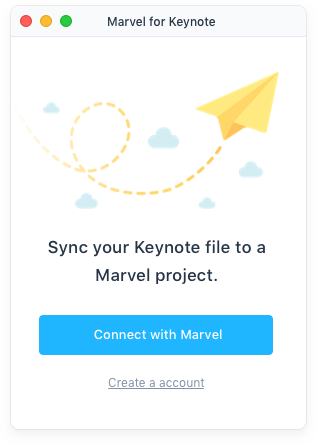 Marvel for Keynote
Sync your Keynote file to a
Marvel project.
Connect with Marvel
Create a account